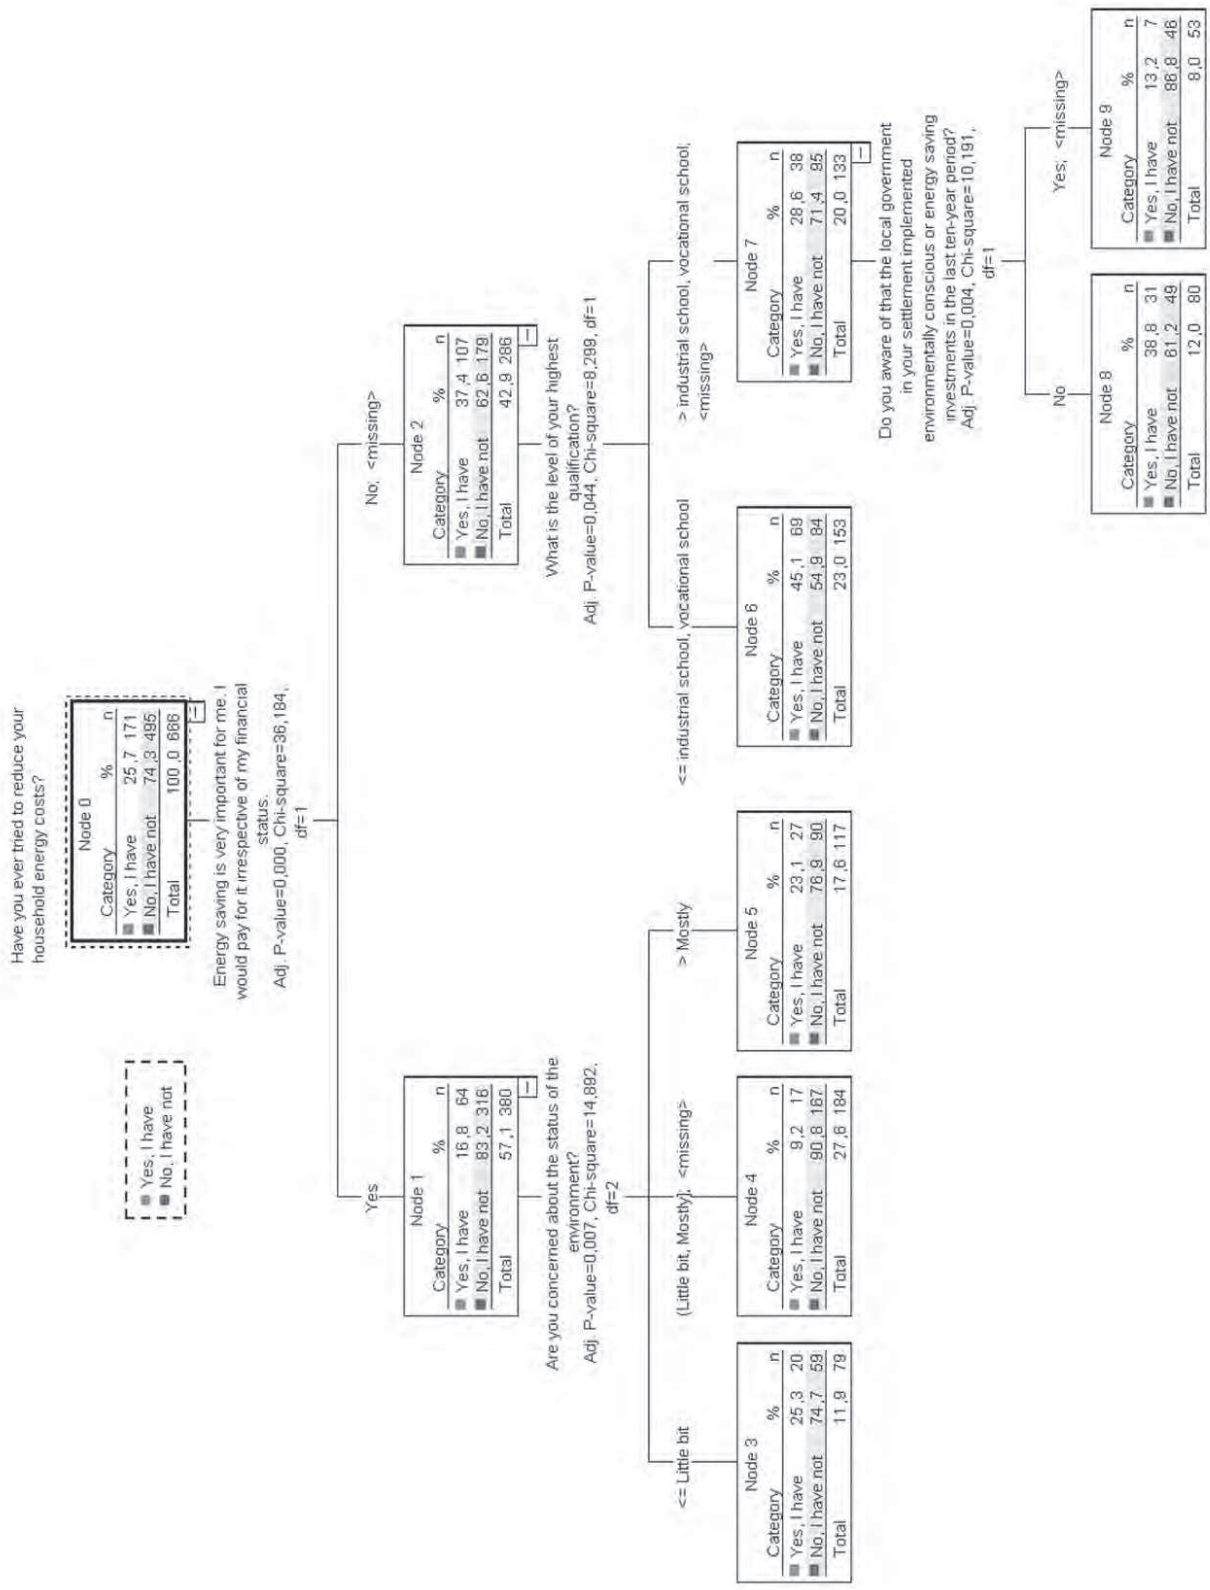 Have you ever tried to reduce your
household energy costs?
Yes, I have
No, I have not
Node 0
Category % n
Yes, I have 25,7 171
No, I have not 74,3 495
Total 100,0 666
Energy saving is very important for me. I
would pay for it irrespective of my financial
status.
Adj. P-value=0,000, Chi-square=36,184,
df=1
Yes
No; <missing>
Node 1
Category % n
Yes, I have 16,8 64
No, I have not 83,2 316
Total 57,1 380
Node 2
Category % n
Yes, I have 37,4 107
No, I have not 62,6 179
Total 42,9 286
Are you concerned about the status of the
environment?
Adj. P-value=0,007, Chi-square=14,892,
df=2
What is the level of your highest
qualification?
Adj. P-value=0,044, Chi-square=8,299, df=1
<= Little bit
(Little bit, Mostly]; <missing>
> Mostly
<= industrial school, vocational school
> industrial school, vocational school;
<missing>
Node 3
Category % n
Yes, I have 25,3 20
No, I have not 74,7 59
Total 11,9 79
Node 4
Category % n
Yes, I have 9,2 17
No, I have not 90,8 167
Total 27,6 184
Node 5
Category % n
Yes, I have 23,1 27
No, I have not 76,9 90
Total 17,6 117
Node 6
Category % n
Yes, I have 45,1 69
No, I have not 54,9 84
Total 23,0 153
Node 7
Category % n
Yes, I have 28,6 38
No, I have not 71,4 95
Total 20,0 133
Do you aware of that the local government
in your settlement implemented
environmentally conscious or energy saving
investments in the last ten-year period?
Adj. P-value=0,004, Chi-square=10,191,
df=1
No
Yes; <missing>
Node 8
Category % n
Yes, I have 38,8 31
No, I have not 61,2 49
Total 12,0 80
Node 9
Category % n
Yes, I have 13,2 7
No, I have not 86,8 46
Total 8,0 53